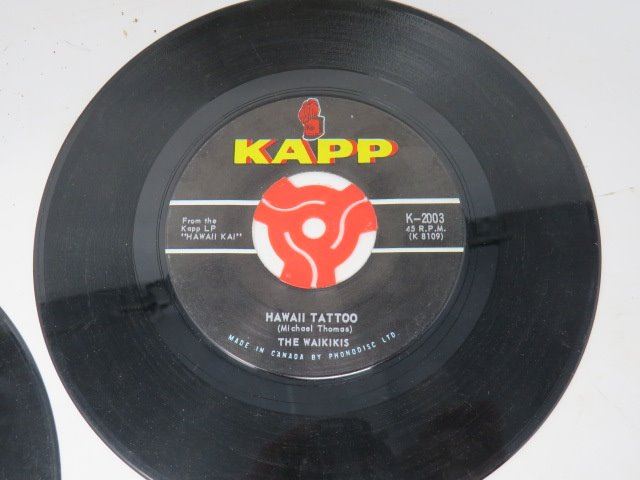 KAPP
From the
Kapp LP
"HAWAII KAI"
K-2003
45 R.P.M.
(K 8109)
HAWAII TATTOO
(Michael Thomas)
THE WAIKIKIS
MADE IN CANADA BY PHONODISC LTD.